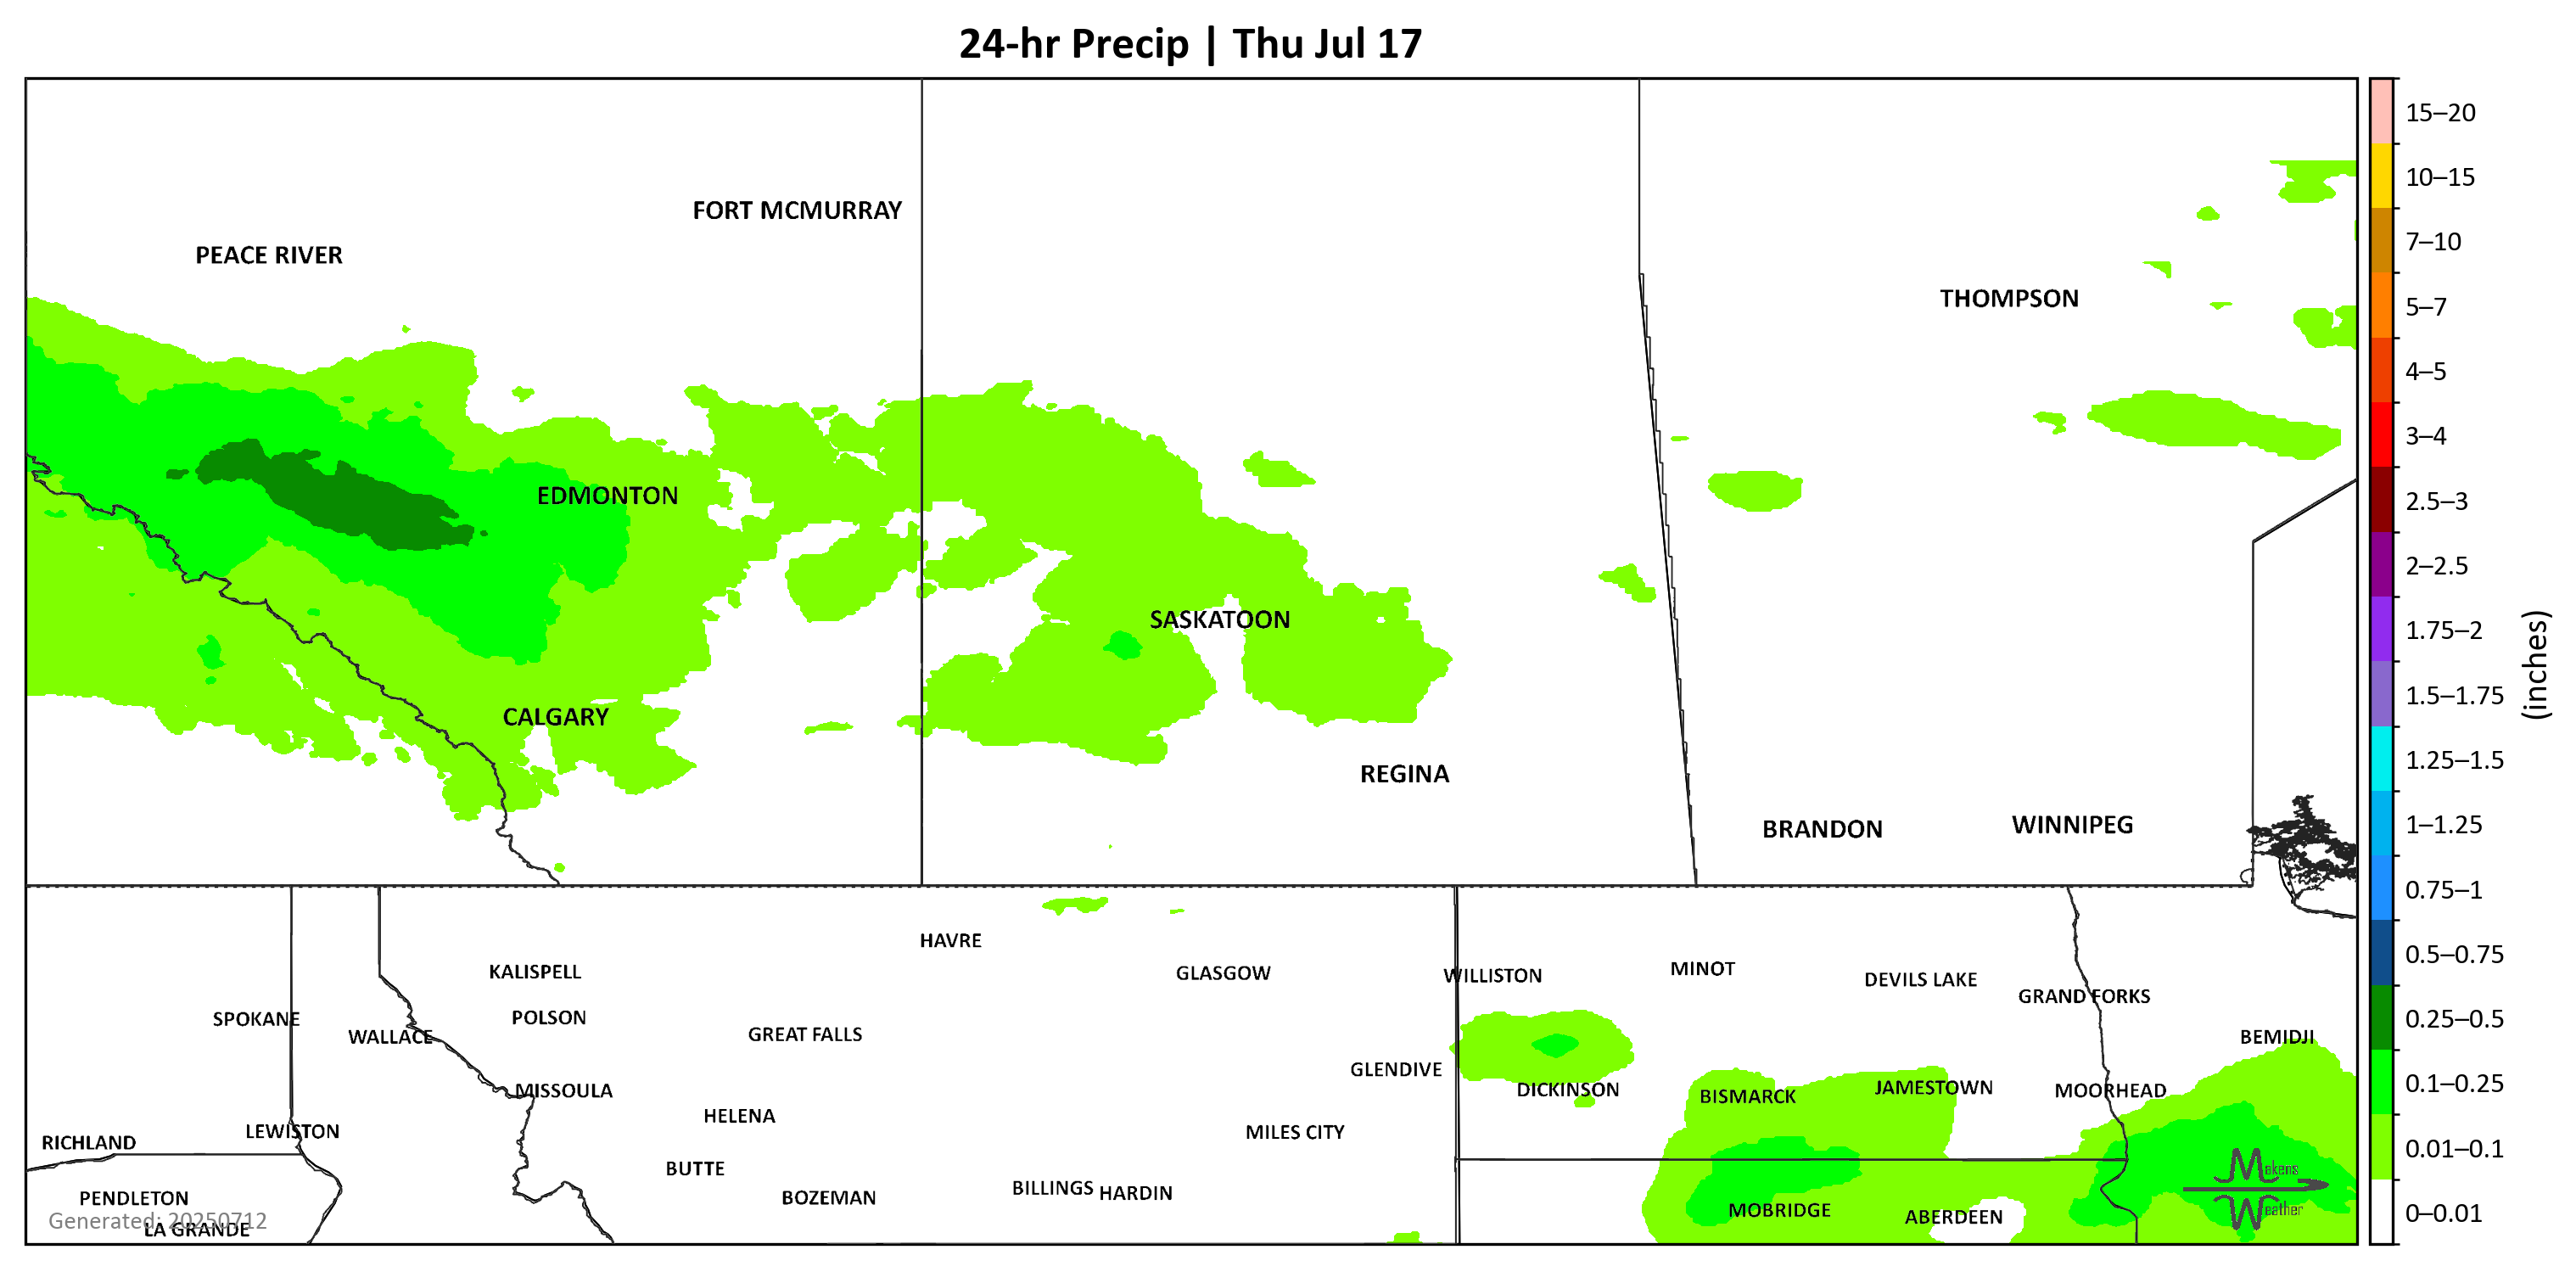 24-hr Precip | Thu Jul 17
FORT MCMURRAY
PEACE RIVER
THOMPSON
EDMONTON
SASKATOON
CALGARY
REGINA
BRANDON
WINNIPEG
HAVRE
KALISPELL
GLASGOW
WILLISTON
MINOT
DEVILS LAKE
GRAND FORKS
SPOKANE
POLSON
WALLACE
GREAT FALLS
BEMIDJI
GLENDIVE
MISSOULA
DICKINSON
BISMARCK
JAMESTOWN
MOORHEAD
HELENA
LEWISTON
MILES CITY
RICHLAND
BUTTE
BILLINGS
HARDIN
BOZEMAN
PENDLETON
MOBRIDGE
ABERDEEN
Generated: 20250712
LA GRANDE
Makens
Weather
15–20
10–15
7–10
5–7
4–5
3–4
2.5–3
2–2.5
1.75–2
1.5–1.75
1.25–1.5
1–1.25
0.75–1
0.5–0.75
0.25–0.5
0.1–0.25
0.01–0.1
0–0.01
(inches)